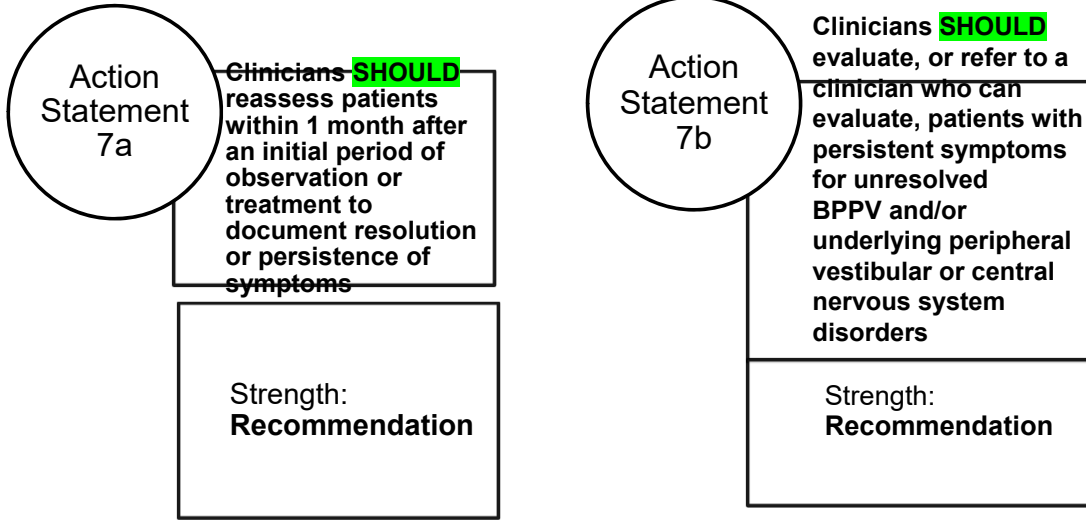 Action
Statement
7a
Clinicians SHOULD
reassess patients
within 1 month after
an initial period of
observation or
treatment to
document resolution
or persistence of
symptoms
Strength:
Recommendation
Action
Statement
7b
Clinicians SHOULD
evaluate, or refer to a
clinician who can
evaluate, patients with
persistent symptoms
for unresolved
BPPV and/or
underlying peripheral
vestibular or central
nervous system
disorders
Strength:
Recommendation